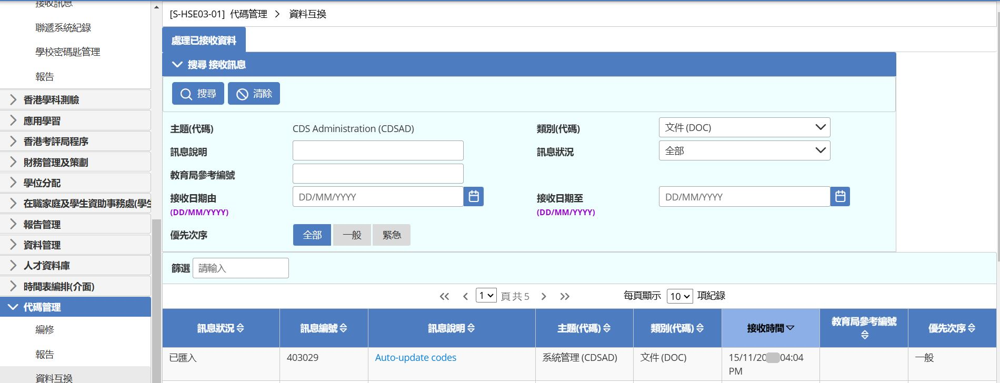 接收訊息
聯遞系統紀錄
學校密碼匙管理
報告
香港學科測驗
應用學習
香港考評局程序
財務管理及策劃
學位分配
在職家庭及學生資助事務處(學生
報告管理
資料管理
人才資料庫
時間表編排(介面)
代碼管理
編修
報告
資料互換
[S-HSE03-01] 代碼管理 > 資料互換
處理已接收資料
搜尋 接收訊息
搜尋 清除
主題(代碼) CDS Administration (CDSAD) 類別(代碼) 文件 (DOC)
訊息說明 訊息狀況 全部
教育局參考編號
接收日期由 DD/MM/YYYY 接收日期至 DD/MM/YYYY
(DD/MM/YYYY) (DD/MM/YYYY)
優先次序 全部 一般 緊急
篩選 請輸入
1 頁 共 5 每頁顯示 10 項紀錄
訊息狀況 訊息編號 訊息說明 主題(代碼) 類別(代碼) 接收時間 教育局參考編號 優先次序
已匯入 403029 Auto-update codes 系統管理 (CDSAD) 文件 (DOC) 15/11/20 04:04 一般
PM